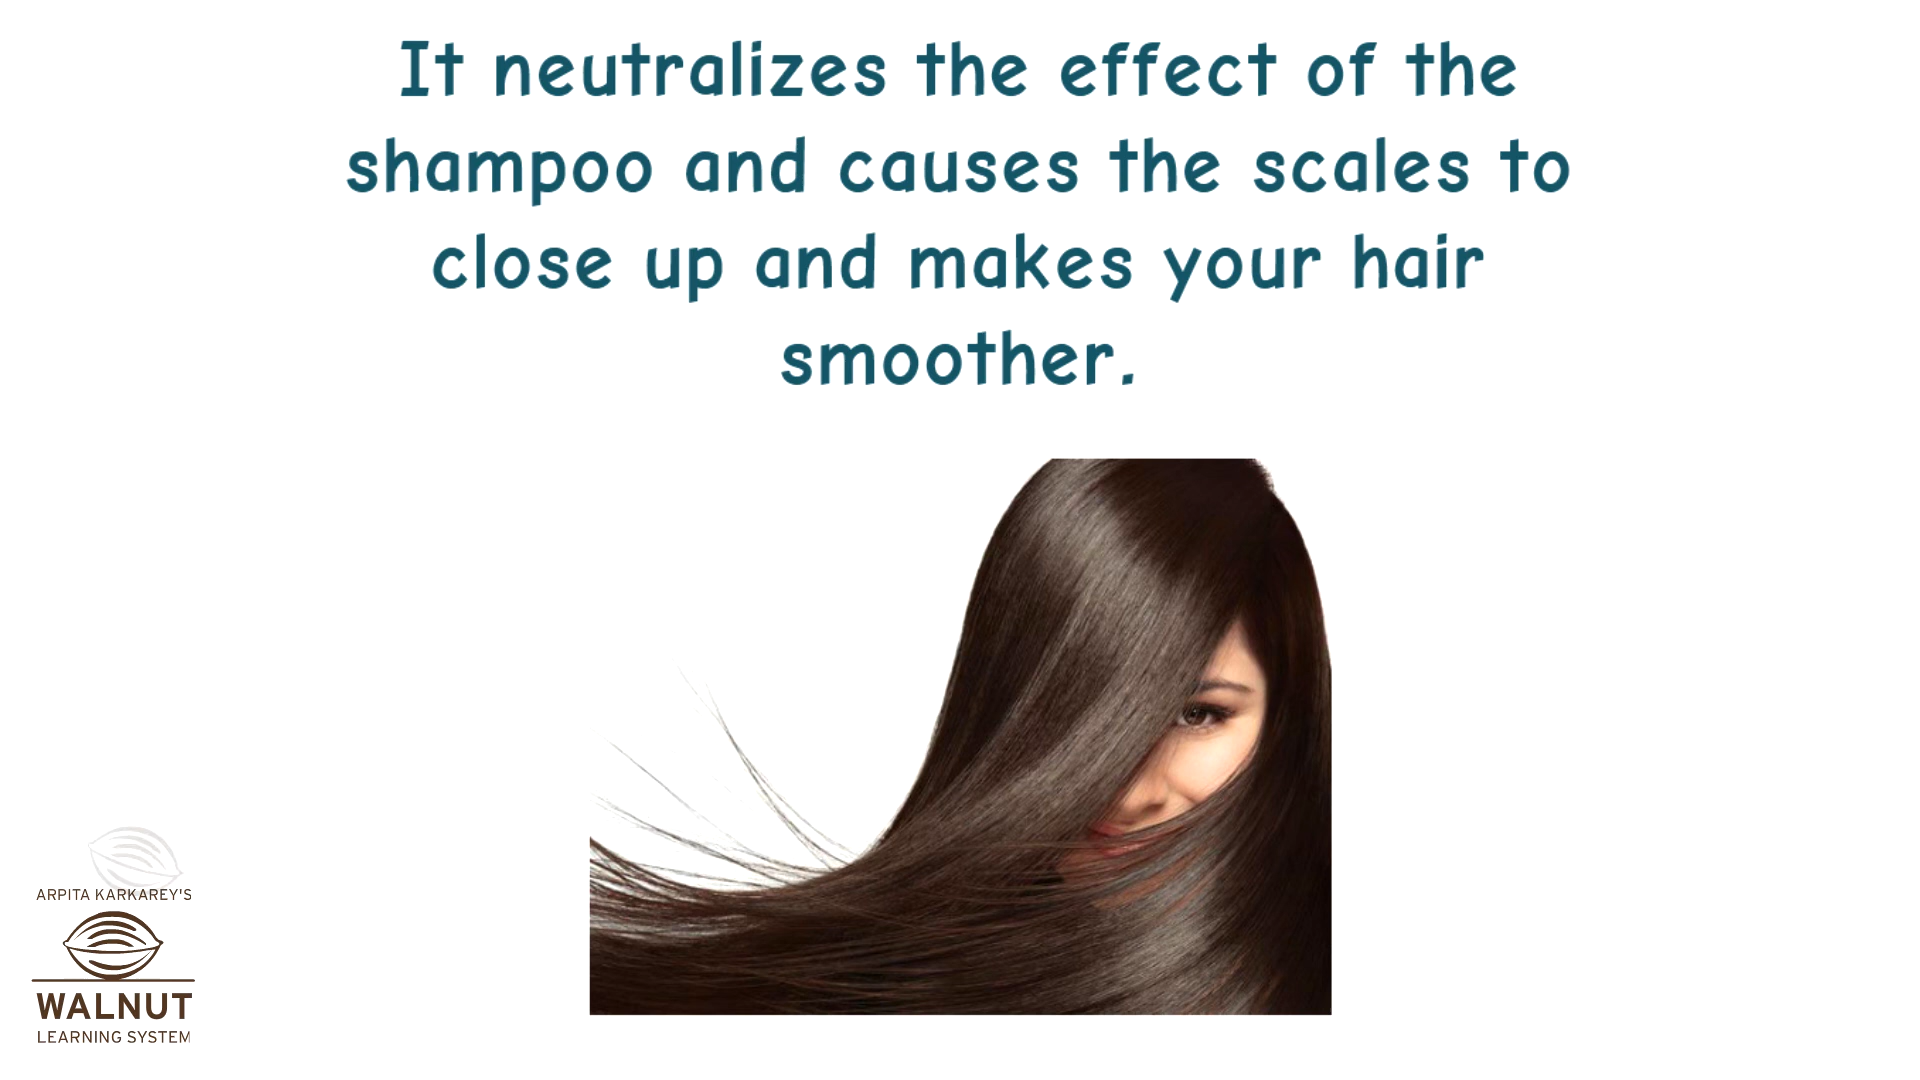 It neutralizes the effect of the
shampoo and causes the scales to
close up and makes your hair
smoother.
ARPITA KARKAREY'S
WALNUT
LEARNING SYSTEM